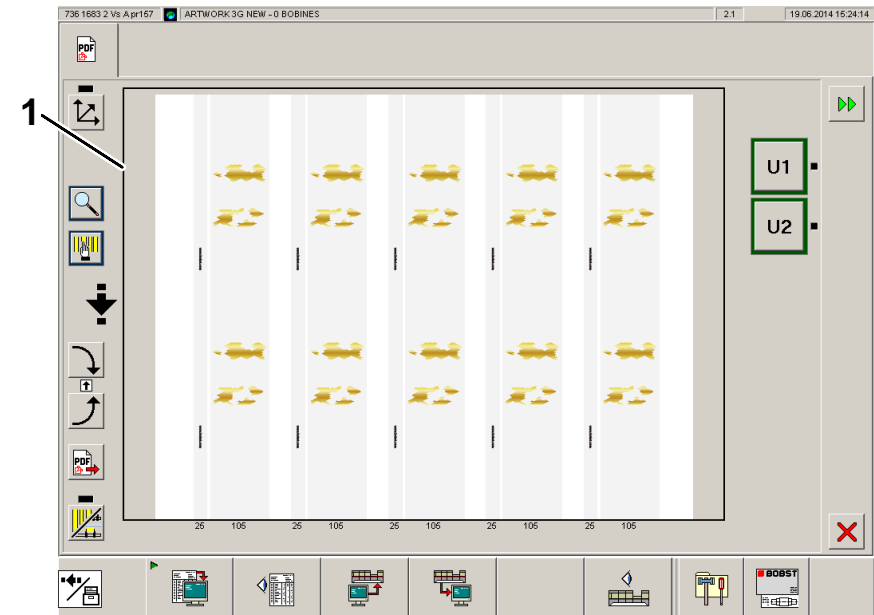 736 1683 2 Vs Apr157 ARTWORK 3G NEW - 0 BOBINES 2.1 19.06.2014 15:24:14
PDF
1
U1
U2
PDF
25 105 25 105 25 105 25 105 25 105
BOBST